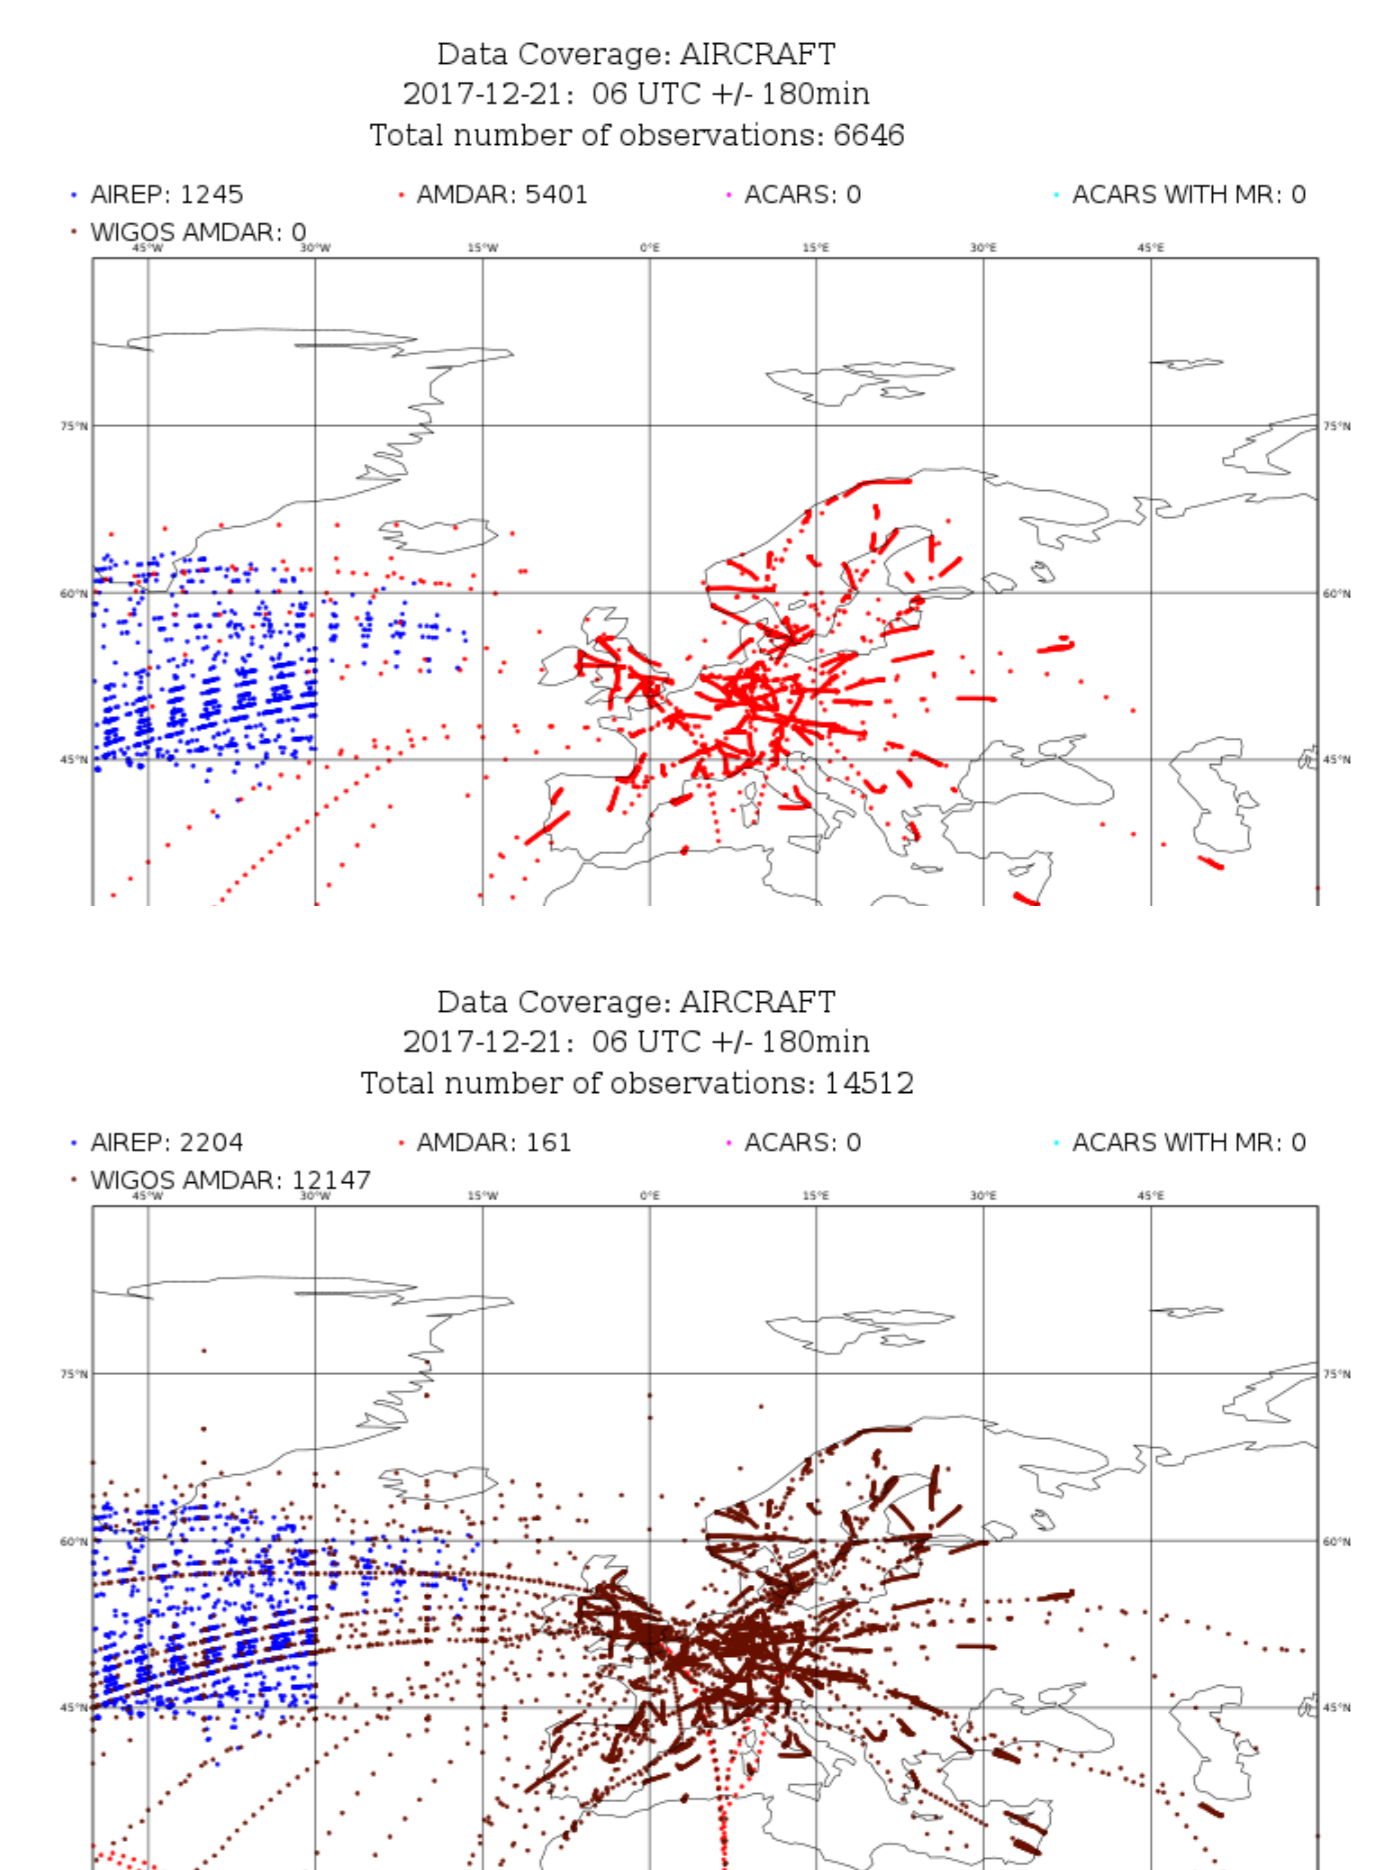 Data Coverage: AIRCRAFT
2017-12-21: 06 UTC +/- 180min
Total number of observations: 6646
AIREP: 1245 AMDAR: 5401 ACARS: 0 ACARS WITH MR: 0
WIGOS AMDAR: 0
45°W 30°W 15°W 0°E 15°E 30°E 45°E
75°N 75°N
60°N 60°N
45°N 45°N
Data Coverage: AIRCRAFT
2017-12-21: 06 UTC +/- 180min
Total number of observations: 14512
AIREP: 2204 AMDAR: 161 ACARS: 0 ACARS WITH MR: 0
WIGOS AMDAR: 12147
45°W 30°W 15°W 0°E 15°E 30°E 45°E
75°N 75°N
60°N 60°N
45°N 45°N